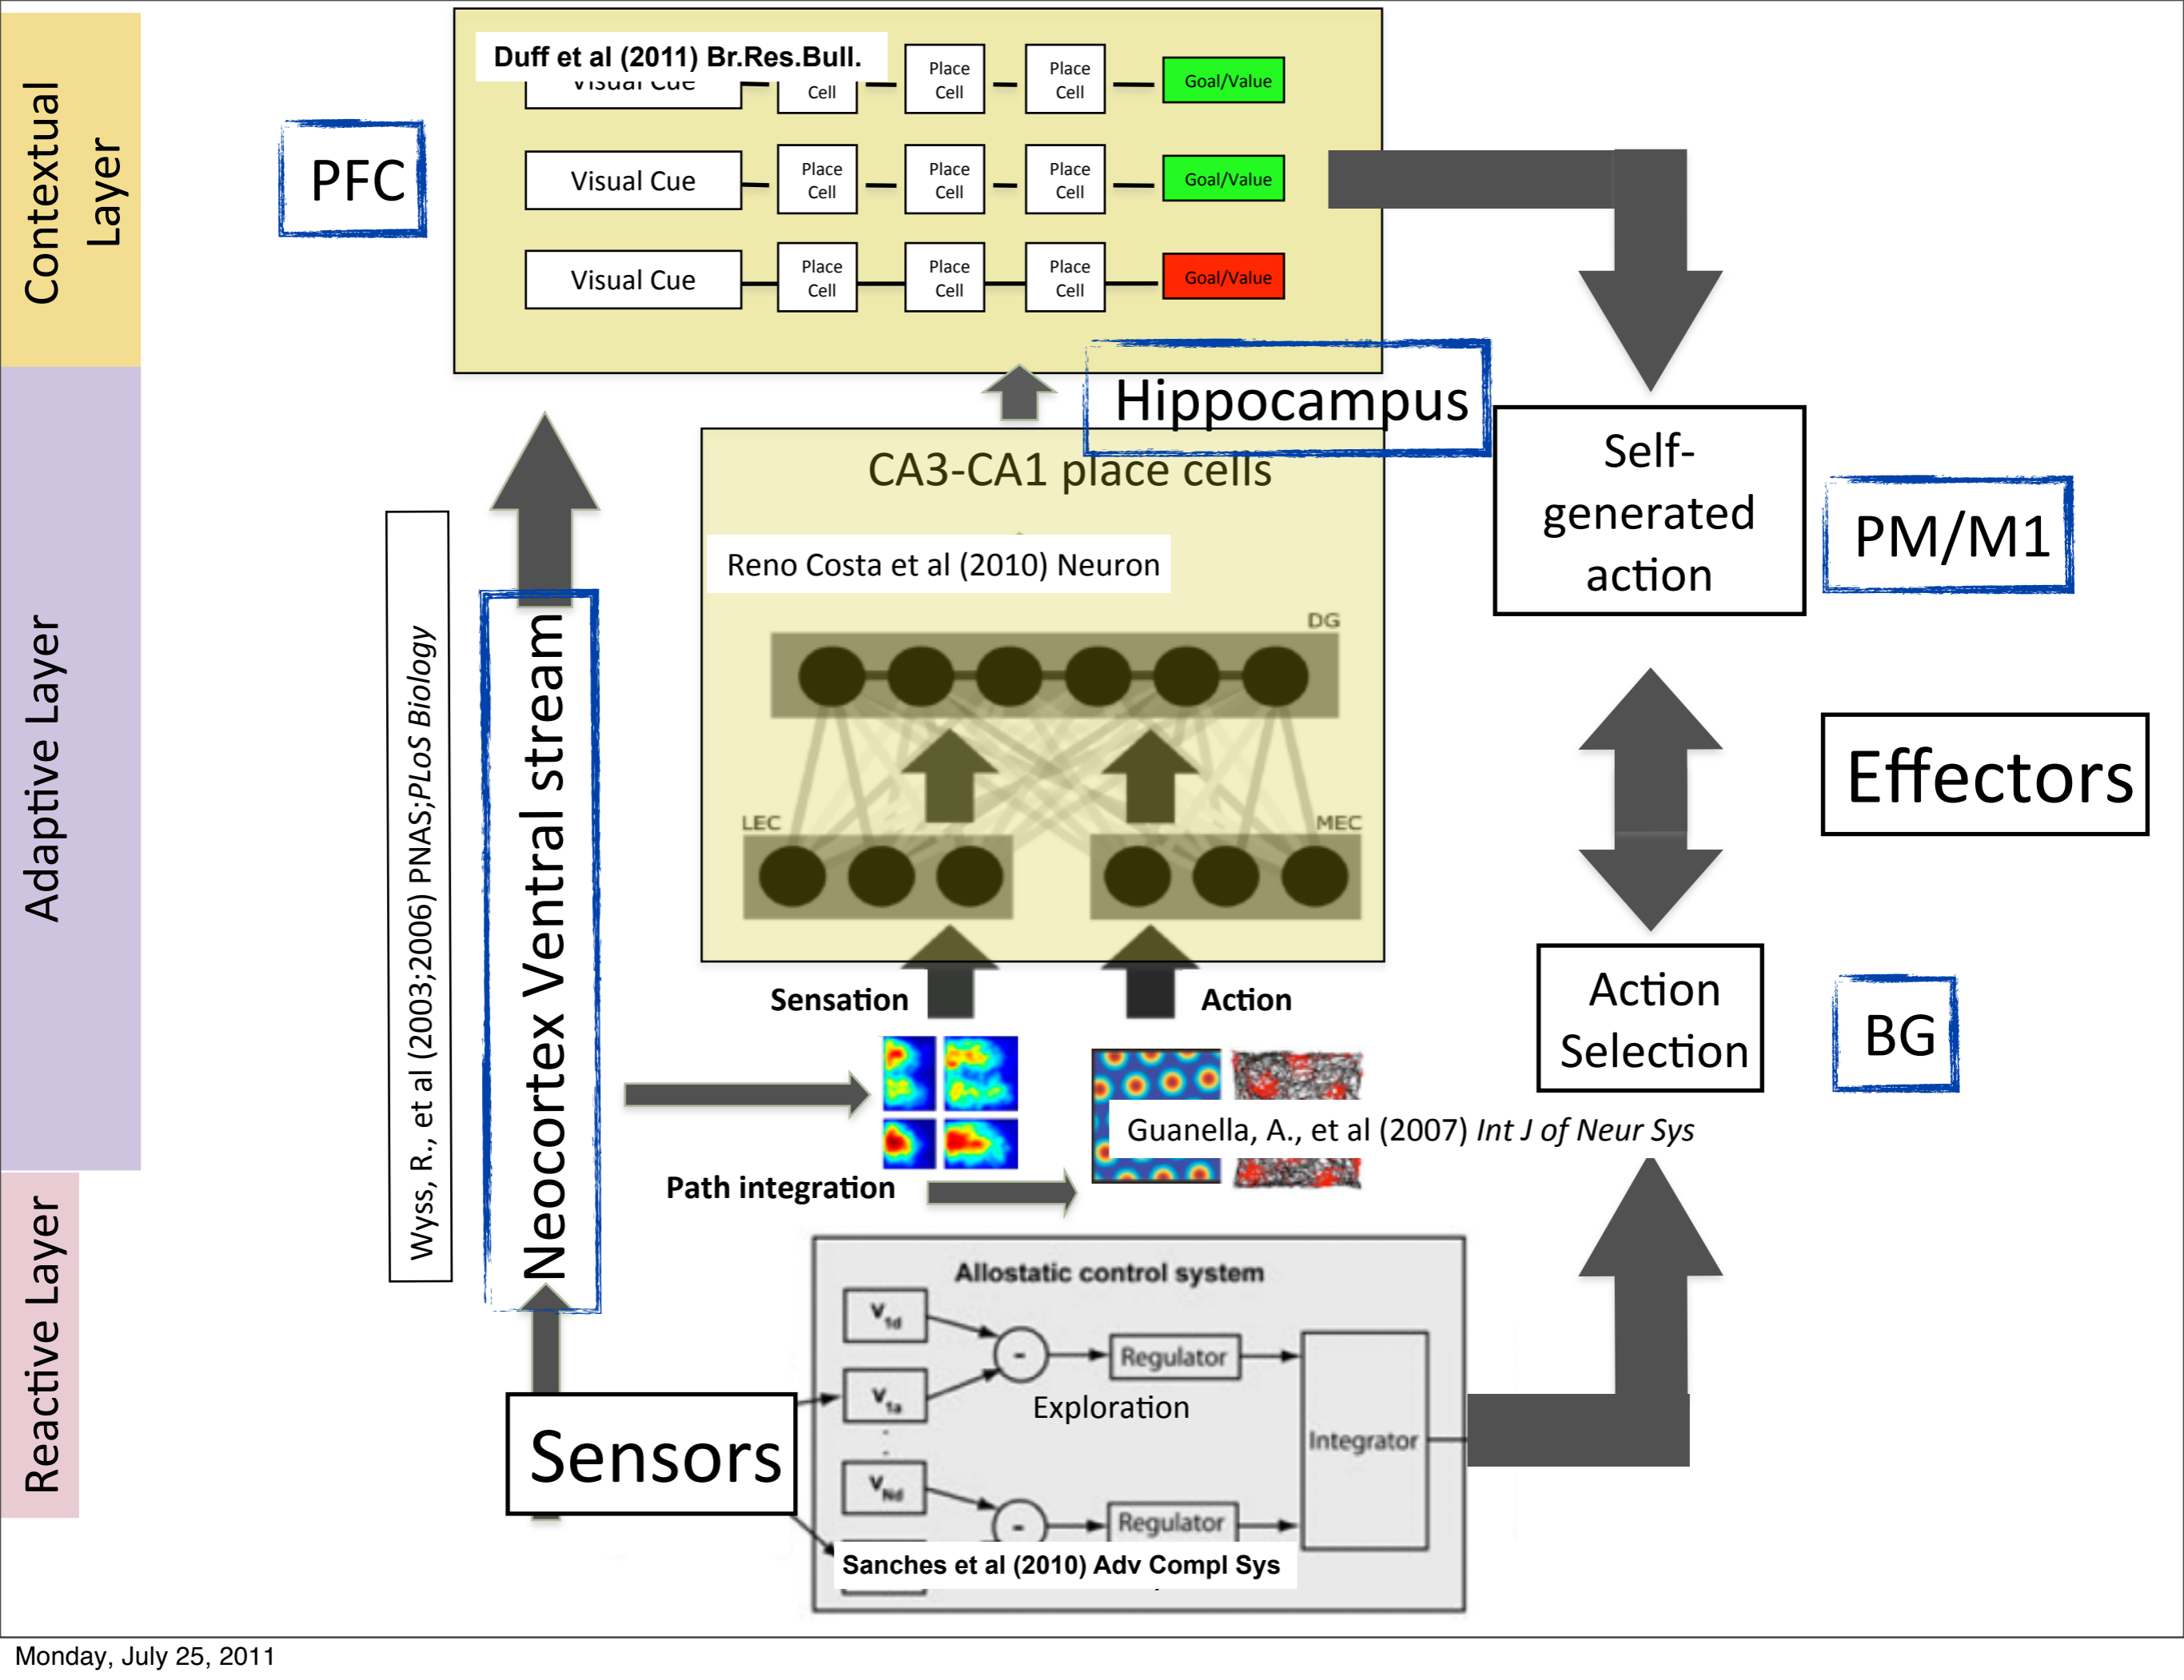 Contextual
Layer
Adaptive Layer
Reactive Layer
PFC
Duff et al (2011) Br.Res.Bull.
Visual Cue
Cell
Place
Cell
Place
Cell
Goal/Value
Visual Cue
Place
Cell
Place
Cell
Place
Cell
Goal/Value
Visual Cue
Place
Cell
Place
Cell
Place
Cell
Goal/Value
Hippocampus
CA3-CA1 place cells
Reno Costa et al (2010) Neuron
DG
LEC
MEC
Sensation
Action
Wyss, R., et al (2003;2006) PNAS;PLoS Biology
Neocortex Ventral stream
Path integration
Guanella, A., et al (2007) Int J of Neur Sys
Self-
generated
action
PM/M1
Effectors
Action
Selection
BG
Sensors
Allostatic control system
V1d
V1a
VNd
-
-
Regulator
Exploration
Regulator
Integrator
Sanches et al (2010) Adv Compl Sys
Monday, July 25, 2011